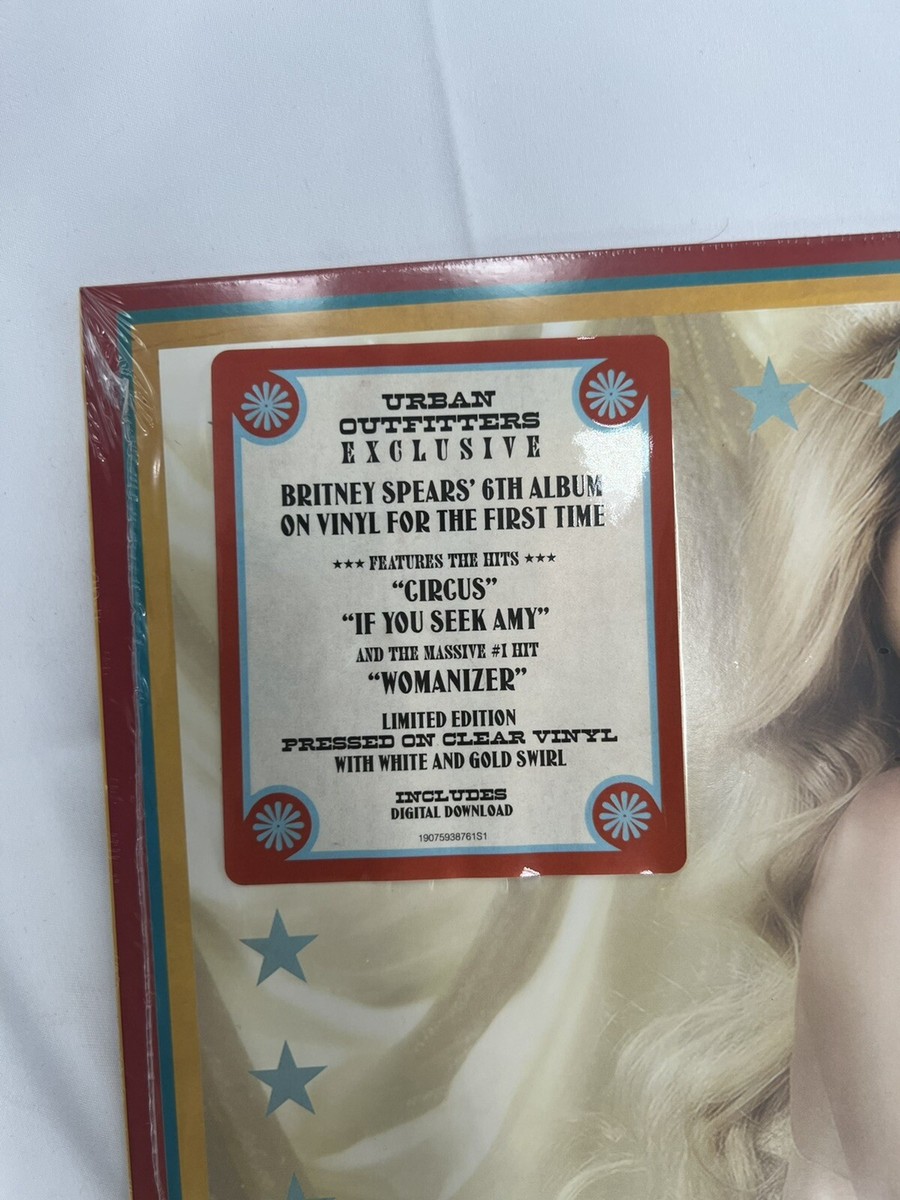 URBAN
OUTFITTERS
EXCLUSIVE
BRITNEY SPEARS' 6TH ALBUM
ON VINYL FOR THE FIRST TIME
★★★ FEATURES THE HITS ★★★
“CIRCUS”
“IF YOU SEEK AMY”
AND THE MASSIVE #1 HIT
“WOMANIZER”
LIMITED EDITION
PRESSED ON CLEAR VINYL
WITH WHITE AND GOLD SWIRL
INCLUDES
DIGITAL DOWNLOAD
19075938761S1